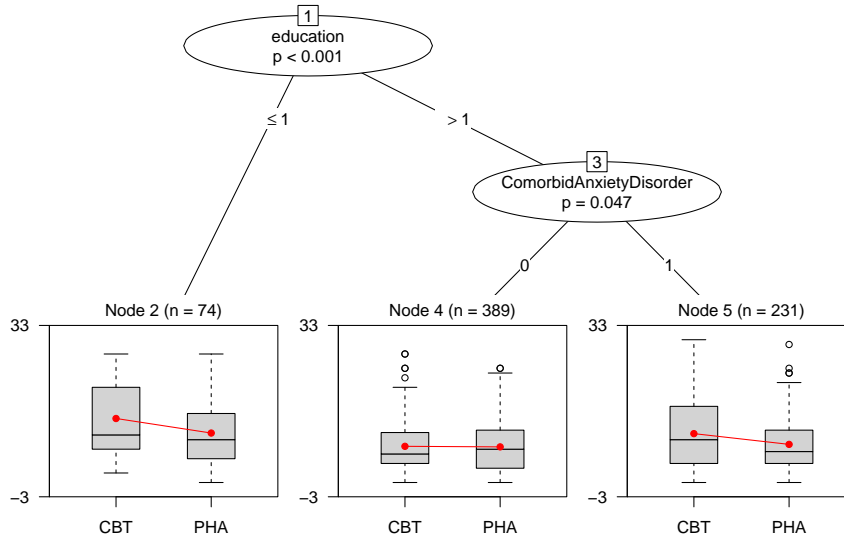 1
education
p < 0.001
≤ 1
> 1
3
ComorbidAnxietyDisorder
p = 0.047
0
1
Node 2 (n = 74)
33
−3
CBT PHA
Node 4 (n = 389)
33
−3
CBT PHA
Node 5 (n = 231)
33
−3
CBT PHA